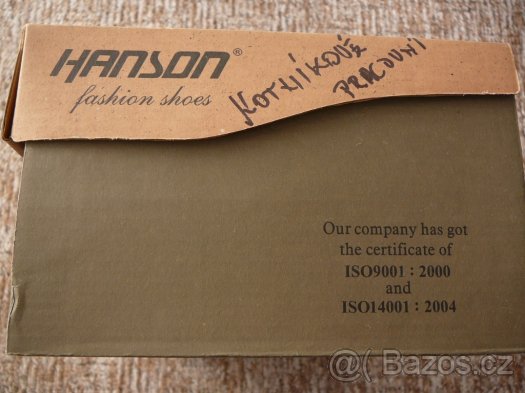 HANSON®
fashion shoes
KOTNÍKOVÉ
PRACOVNÍ
Our company has got
the certificate of
ISO9001 : 2000
and
ISO14001 : 2004
Bazos.cz